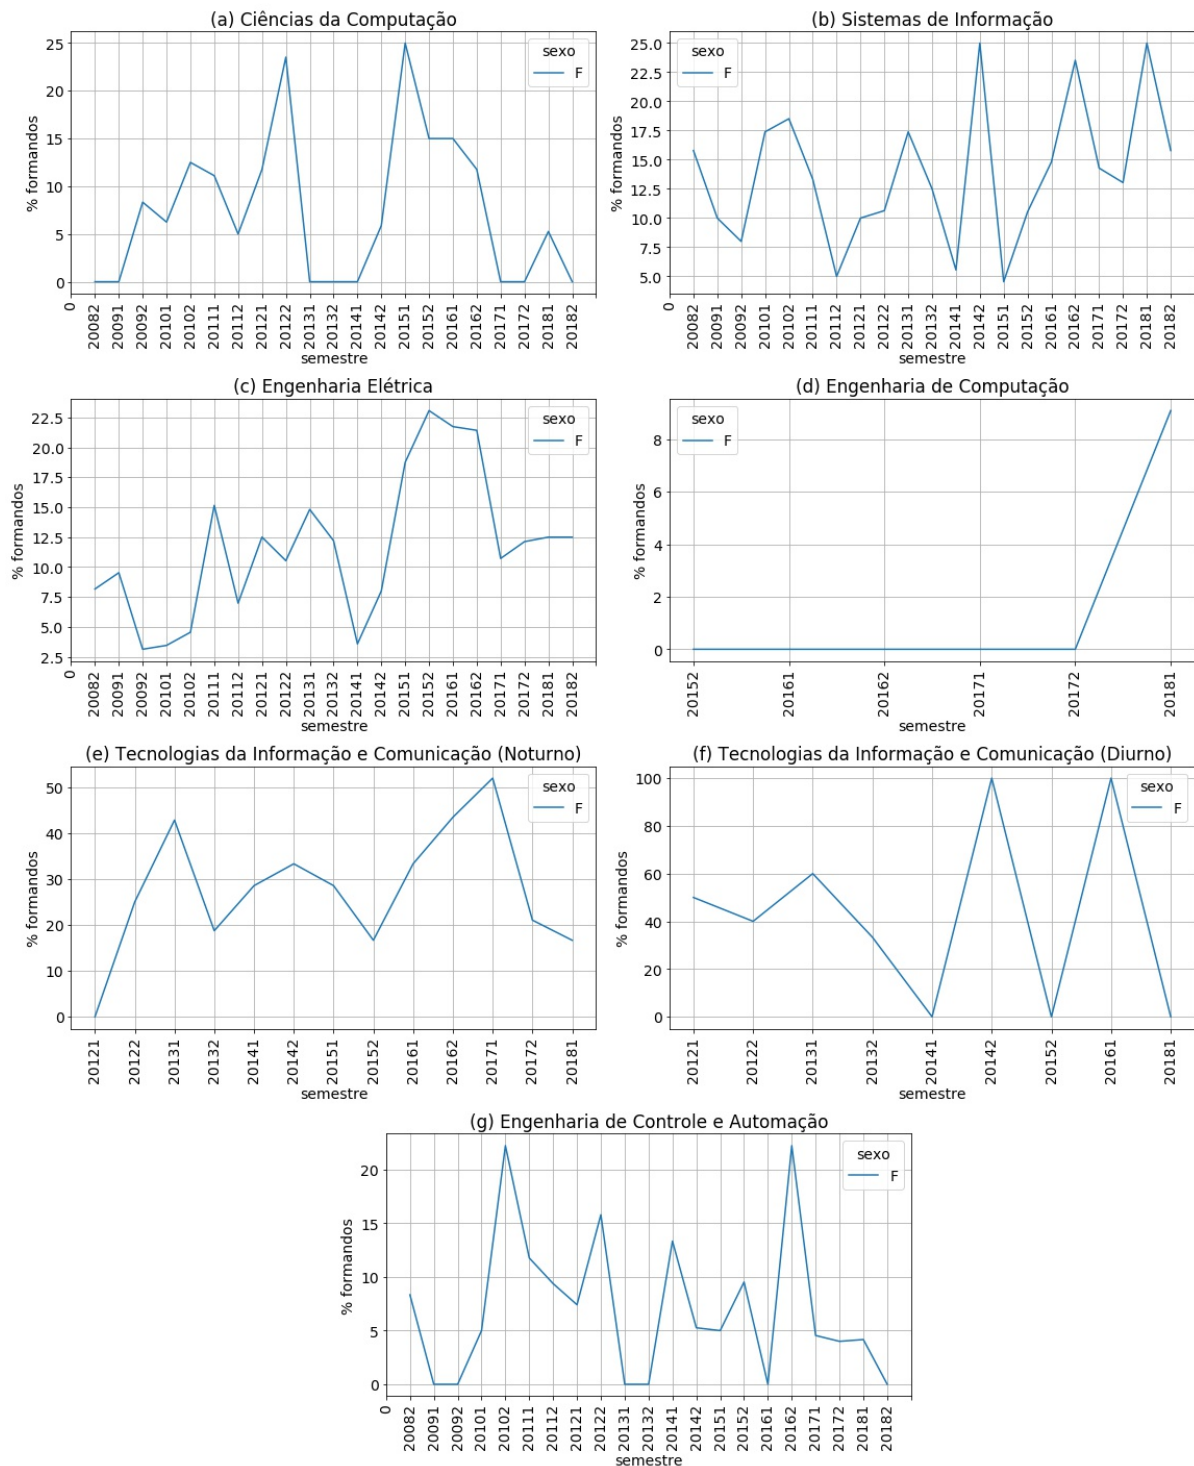 (a) Ciências da Computação
% formandos
25
20
15
10
5
0
sexo
F
0 20082 20091 20092 20101 20102 20111 20112 20121 20122 20131 20132 20141 20142 20151 20152 20161 20162 20171 20172 20181 20182
semestre
(b) Sistemas de Informação
% formandos
25.0
22.5
20.0
17.5
15.0
12.5
10.0
7.5
5.0
sexo
F
0 20082 20091 20092 20101 20102 20111 20112 20121 20122 20131 20132 20141 20142 20151 20152 20161 20162 20171 20172 20181 20182
semestre
(c) Engenharia Elétrica
% formandos
22.5
20.0
17.5
15.0
12.5
10.0
7.5
5.0
2.5
sexo
F
0 20082 20091 20092 20101 20102 20111 20112 20121 20122 20131 20132 20141 20142 20151 20152 20161 20162 20171 20172 20181 20182
semestre
(d) Engenharia de Computação
% formandos
8
6
4
2
0
sexo
F
20152 20161 20162 20171 20172 20181
semestre
(e) Tecnologias da Informação e Comunicação (Noturno)
% formandos
50
40
30
20
10
0
sexo
F
20121 20122 20131 20132 20141 20142 20151 20152 20161 20162 20171 20172 20181
semestre
(f) Tecnologias da Informação e Comunicação (Diurno)
% formandos
100
80
60
40
20
0
sexo
F
20121 20122 20131 20132 20141 20142 20152 20161 20181
semestre
(g) Engenharia de Controle e Automação
% formandos
20
15
10
5
0
sexo
F
0 20082 20091 20092 20101 20102 20111 20112 20121 20122 20131 20132 20141 20142 20151 20152 20161 20162 20171 20172 20181 20182
semestre